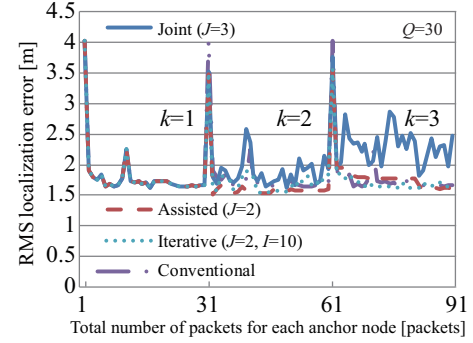 4.5
4
3.5
3
2.5
2
1.5
1
0.5
0
RMS localization error [m]
Joint (J=3)
Q=30
k=1
k=2
k=3
Assisted (J=2)
Iterative (J=2, I=10)
Conventional
1
31
61
91
Total number of packets for each anchor node [packets]